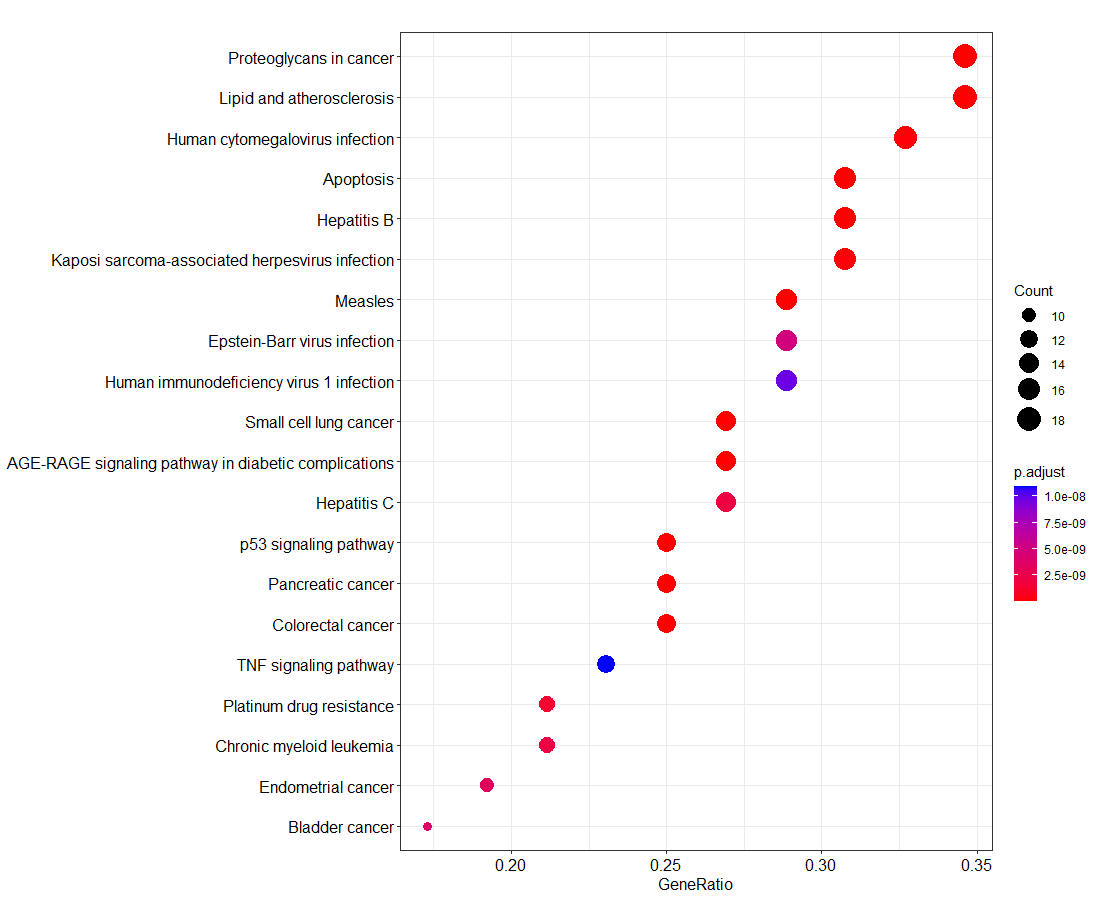 Proteoglycans in cancer
Lipid and atherosclerosis
Human cytomegalovirus infection
Apoptosis
Hepatitis B
Kaposi sarcoma-associated herpesvirus infection
Measles
Epstein-Barr virus infection
Human immunodeficiency virus 1 infection
Small cell lung cancer
AGE-RAGE signaling pathway in diabetic complications
Hepatitis C
p53 signaling pathway
Pancreatic cancer
Colorectal cancer
TNF signaling pathway
Platinum drug resistance
Chronic myeloid leukemia
Endometrial cancer
Bladder cancer
0.20 0.25 0.30 0.35
GeneRatio
Count
10
12
14
16
18
p.adjust
1.0e-08
7.5e-09
5.0e-09
2.5e-09